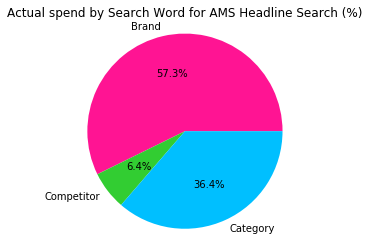 Actual spend by Search Word for AMS Headline Search (%)
Brand
57.3%
6.4%
Competitor
36.4%
Category